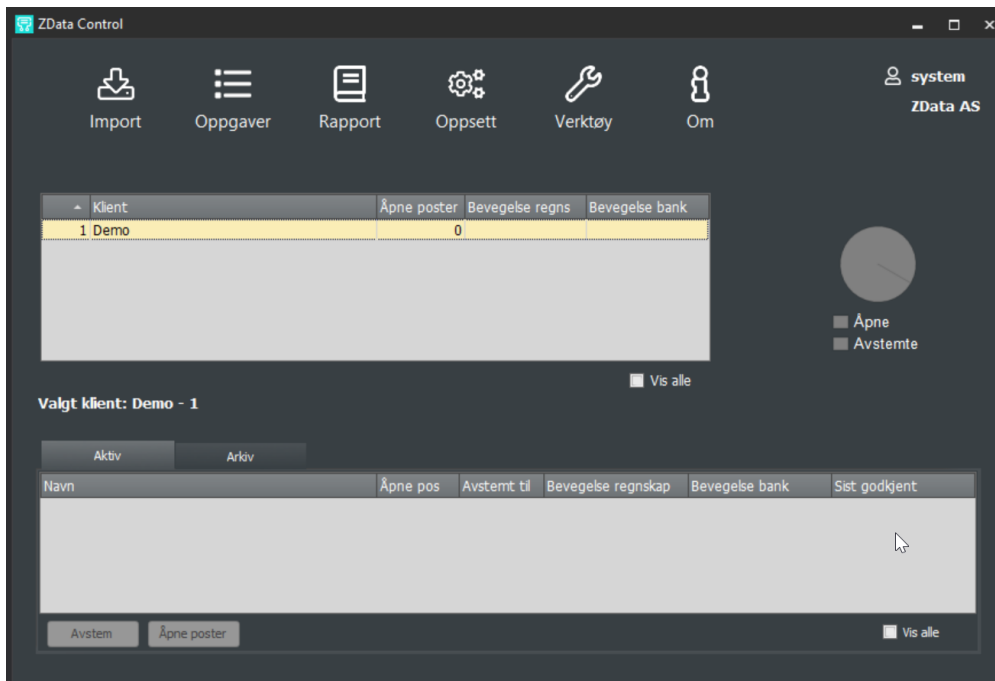 ZData Control
system
ZData AS
Import Oppgaver Rapport Oppsett Verktøy Om
Klient Åpne poster Bevegelse regns Bevegelse bank
1 Demo 0
Åpne
Avstemte
Vis alle
Valgt klient: Demo - 1
Aktiv Arkiv
Navn Åpne pos Avstemt til Bevegelse regnskap Bevegelse bank Sist godkjent
Avstem Åpne poster Vis alle